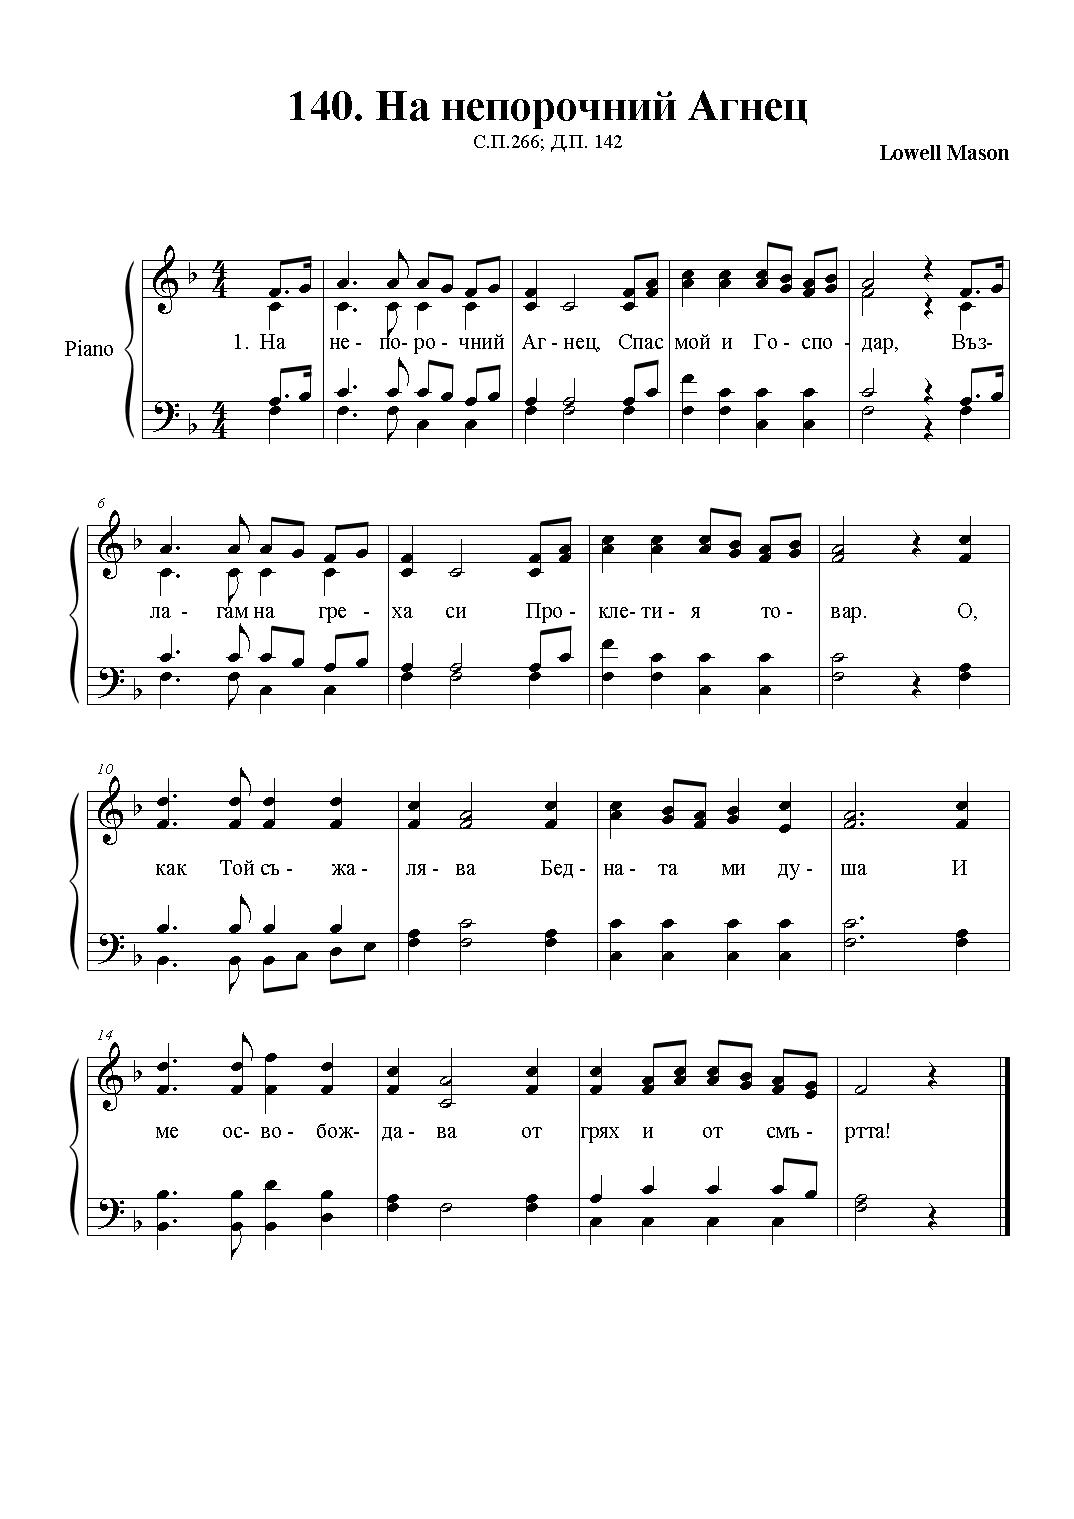 140. На непорочний Агнец
С.П.266; Д.П. 142
Lowell Mason
Piano
1. На не - по- ро - чний Аг - нец, Спас мой и Го - спо - дар, Въз-
6
ла - гам на гре - ха си Про - кле- ти - я то - вар. О,
10
как Той съ - жа - ля - ва Бед - на - та ми ду - ша И
14
ме ос- во - бож- да - ва от грях и от смъ - ртта!